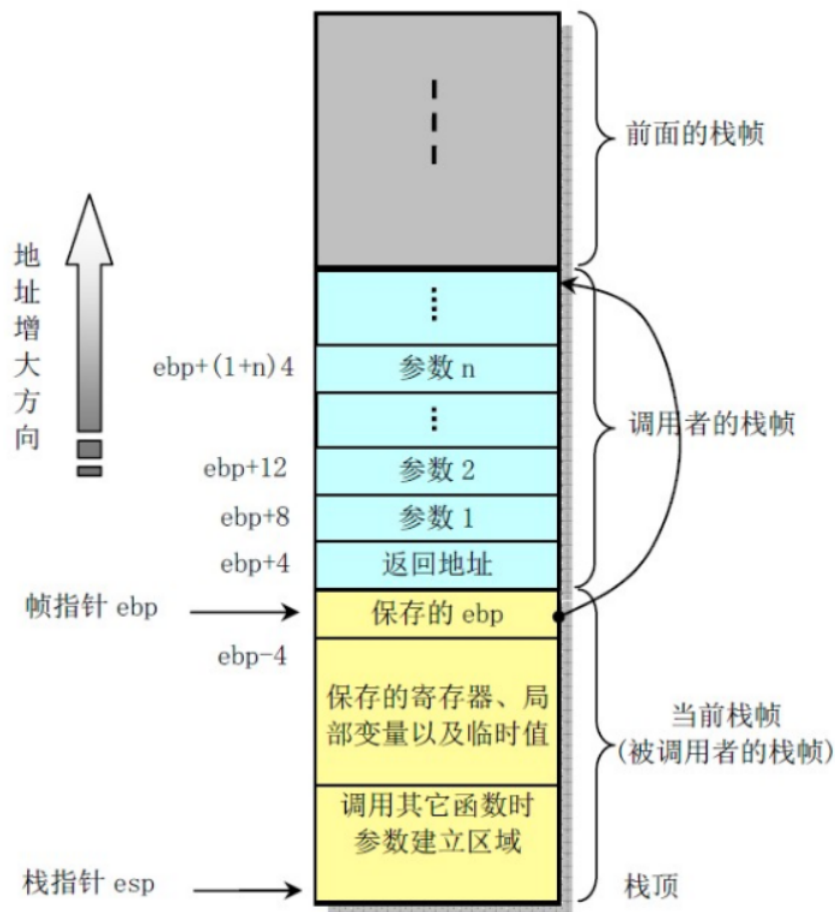 前面的栈帧
地址增大方向
ebp+(1+n)4
参数 n
调用者的栈帧
ebp+12
参数 2
ebp+8
参数 1
ebp+4
返回地址
帧指针 ebp
保存的 ebp
ebp-4
保存的寄存器、局
部变量以及临时值
当前栈帧
(被调用者的栈帧)
调用其它函数时
参数建立区域
栈指针 esp
栈顶